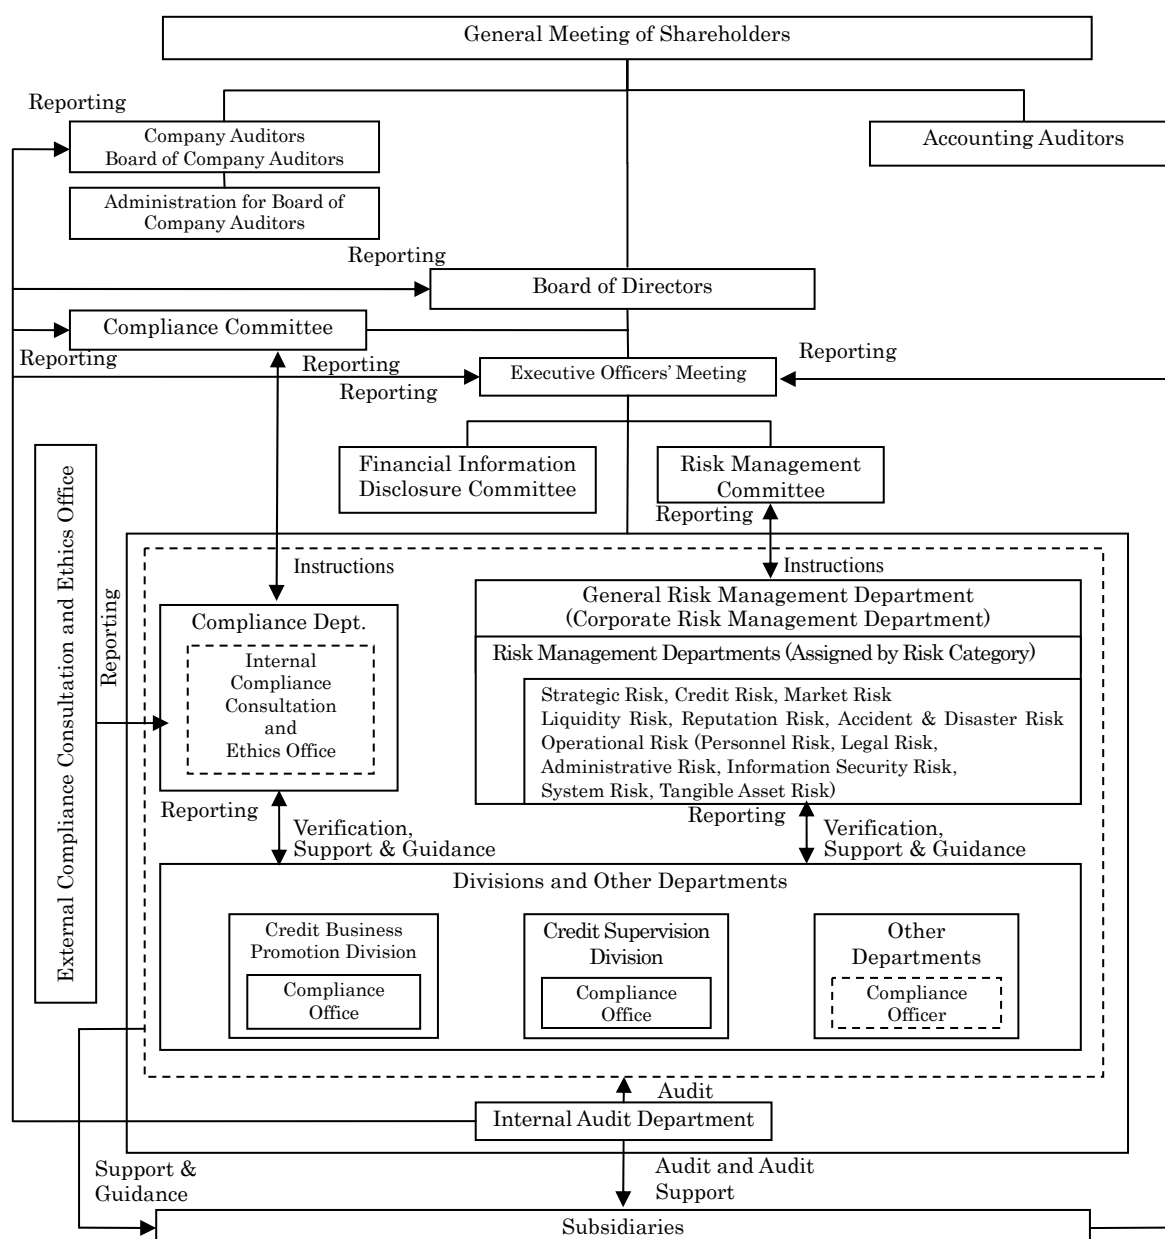 General Meeting of Shareholders
Reporting
Company Auditors
Board of Company Auditors
Accounting Auditors
Administration for Board of
Company Auditors
Reporting
Board of Directors
Compliance Committee
Reporting
Reporting
Reporting
Executive Officers' Meeting
Reporting
Financial Information
Disclosure Committee
Risk Management
Committee
Reporting
External Compliance Consultation and Ethics Office
Reporting
Instructions
Instructions
Compliance Dept.
Internal
Compliance
Consultation
and
Ethics Office
General Risk Management Department
(Corporate Risk Management Department)
Risk Management Departments (Assigned by Risk Category)
Strategic Risk, Credit Risk, Market Risk
Liquidity Risk, Reputation Risk, Accident & Disaster Risk
Operational Risk (Personnel Risk, Legal Risk,
Administrative Risk, Information Security Risk,
System Risk, Tangible Asset Risk)
Reporting
Verification,
Support & Guidance
Reporting
Verification,
Support & Guidance
Divisions and Other Departments
Credit Business
Promotion Division
Compliance
Office
Credit Supervision
Division
Compliance
Office
Other
Departments
Compliance
Officer
Audit
Internal Audit Department
Support &
Guidance
Audit and Audit
Support
Subsidiaries